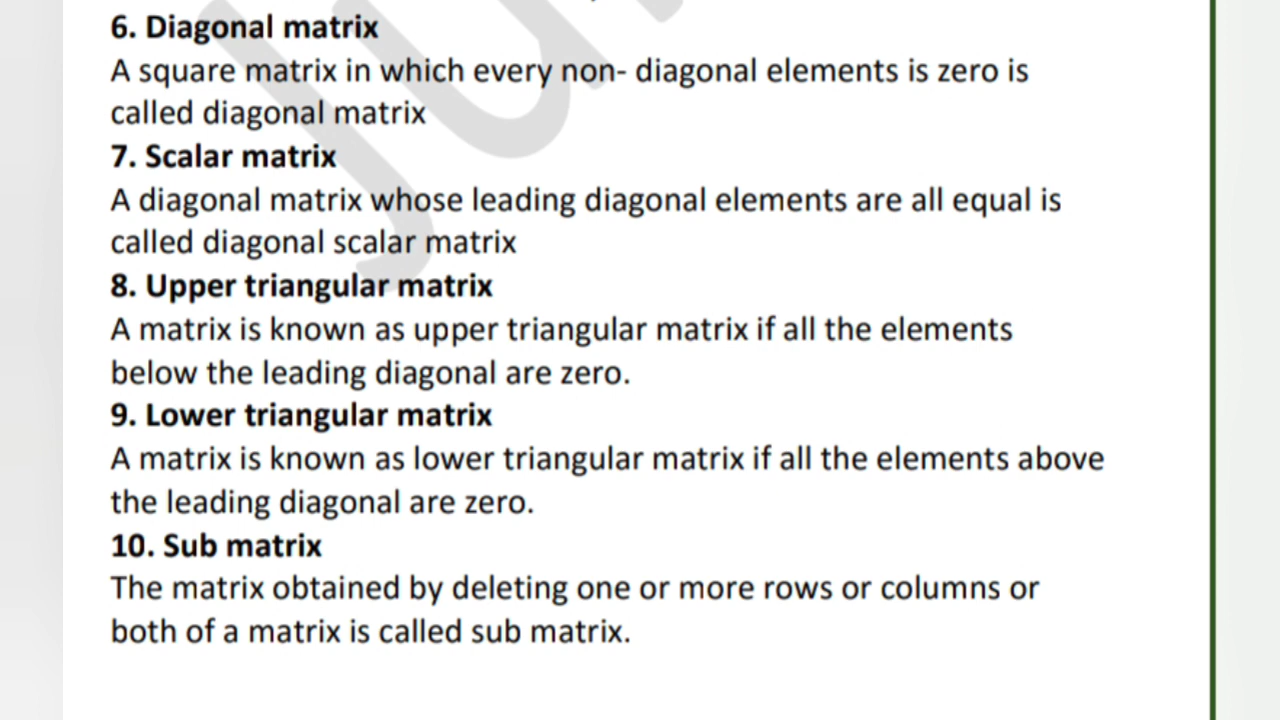 6. Diagonal matrix
A square matrix in which every non- diagonal elements is zero is
called diagonal matrix
7. Scalar matrix
A diagonal matrix whose leading diagonal elements are all equal is
called diagonal scalar matrix
8. Upper triangular matrix
A matrix is known as upper triangular matrix if all the elements
below the leading diagonal are zero.
9. Lower triangular matrix
A matrix is known as lower triangular matrix if all the elements above
the leading diagonal are zero.
10. Sub matrix
The matrix obtained by deleting one or more rows or columns or
both of a matrix is called sub matrix.